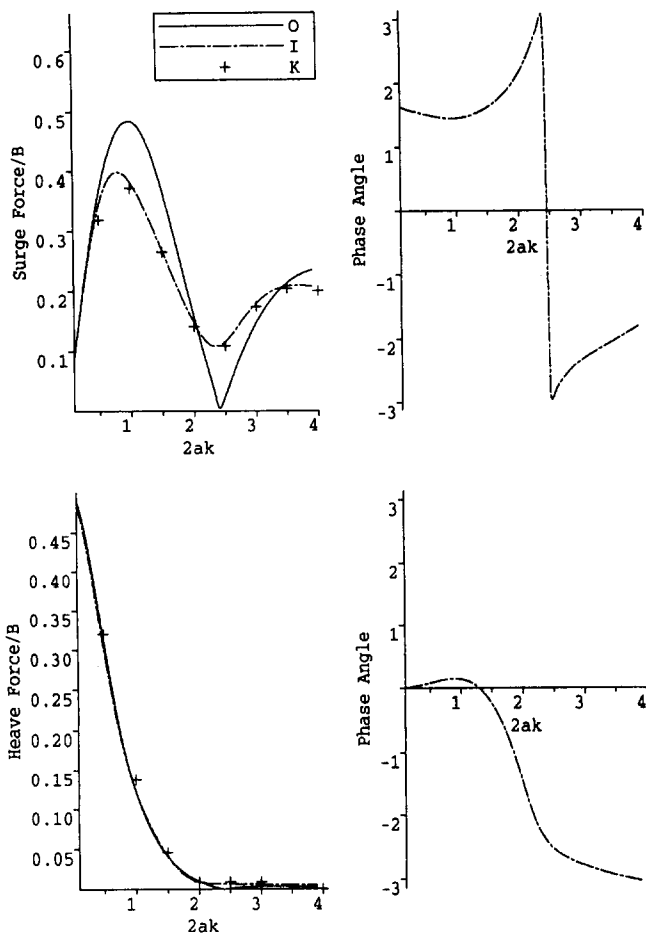 O
I
K
Surge Force/B
0.6
0.5
0.4
0.3
0.2
0.1
1 2 3 4
2ak
Phase Angle
3
2
1
1 2 3 4
2ak
-1
-2
-3
Heave Force/B
0.45
0.40
0.35
0.30
0.25
0.20
0.15
0.10
0.05
1 2 3 4
2ak
Phase Angle
3
2
1
1 2 3 4
2ak
-1
-2
-3